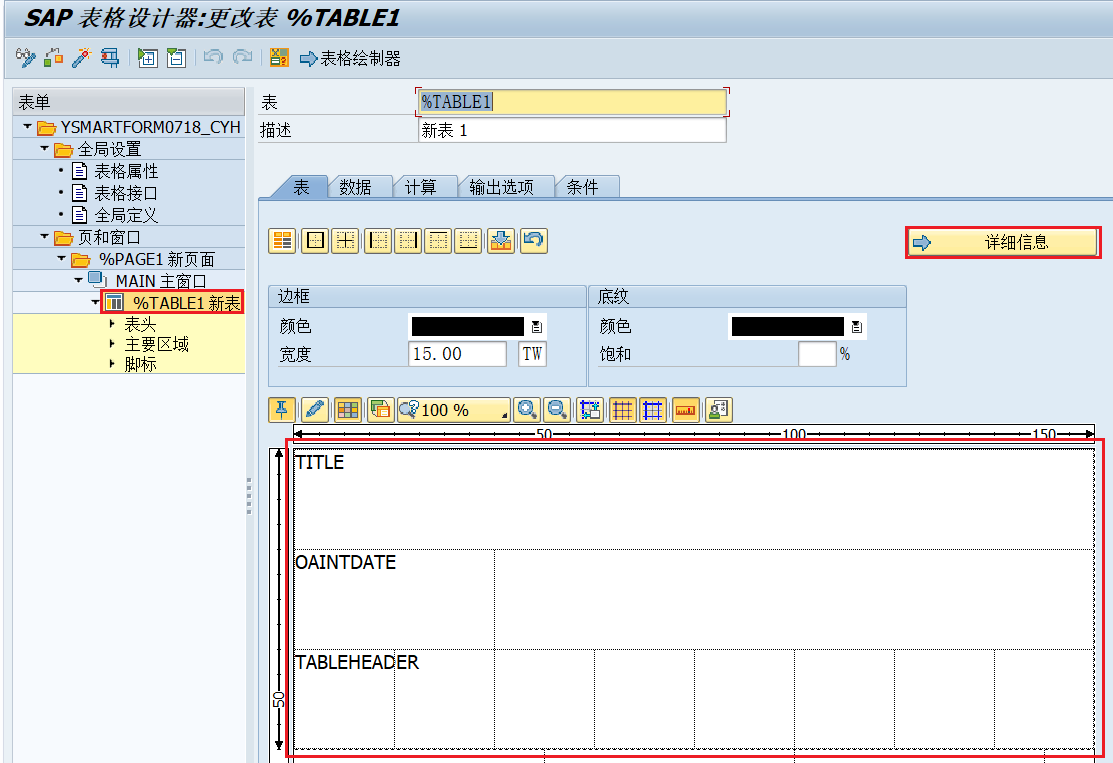 SAP 表格设计器:更改表 %TABLE1
表格绘制器
表单
YSMARTFORM0718_CYH
全局设置
表格属性
表格接口
全局定义
页和窗口
%PAGE1 新页面
MAIN 主窗口
%TABLE1 新表
表头
主要区域
脚标
表 %TABLE1
描述 新表 1
表 数据 计算 输出选项 条件
详细信息
边框 底纹
颜色 颜色
宽度 15.00 TW 饱和 %
100 %
50 100 150
TITLE
OAINTDATE
TABLEHEADER
50